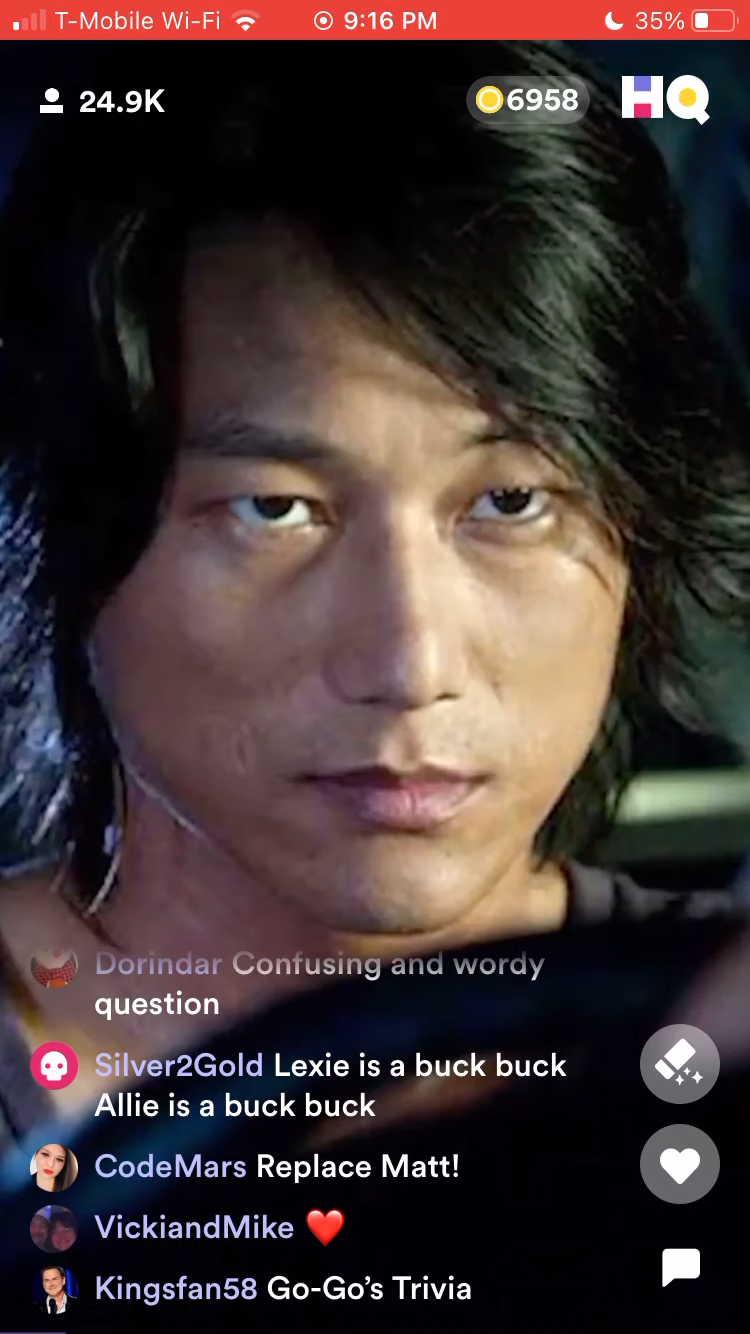 T-Mobile Wi-Fi 9:16 PM 35%
24.9K 6958 HQ
Dorindar Confusing and wordy
question
Silver2Gold Lexie is a buck buck
Allie is a buck buck
CodeMars Replace Matt!
VickiandMike ❤️
Kingsfan58 Go-Go’s Trivia